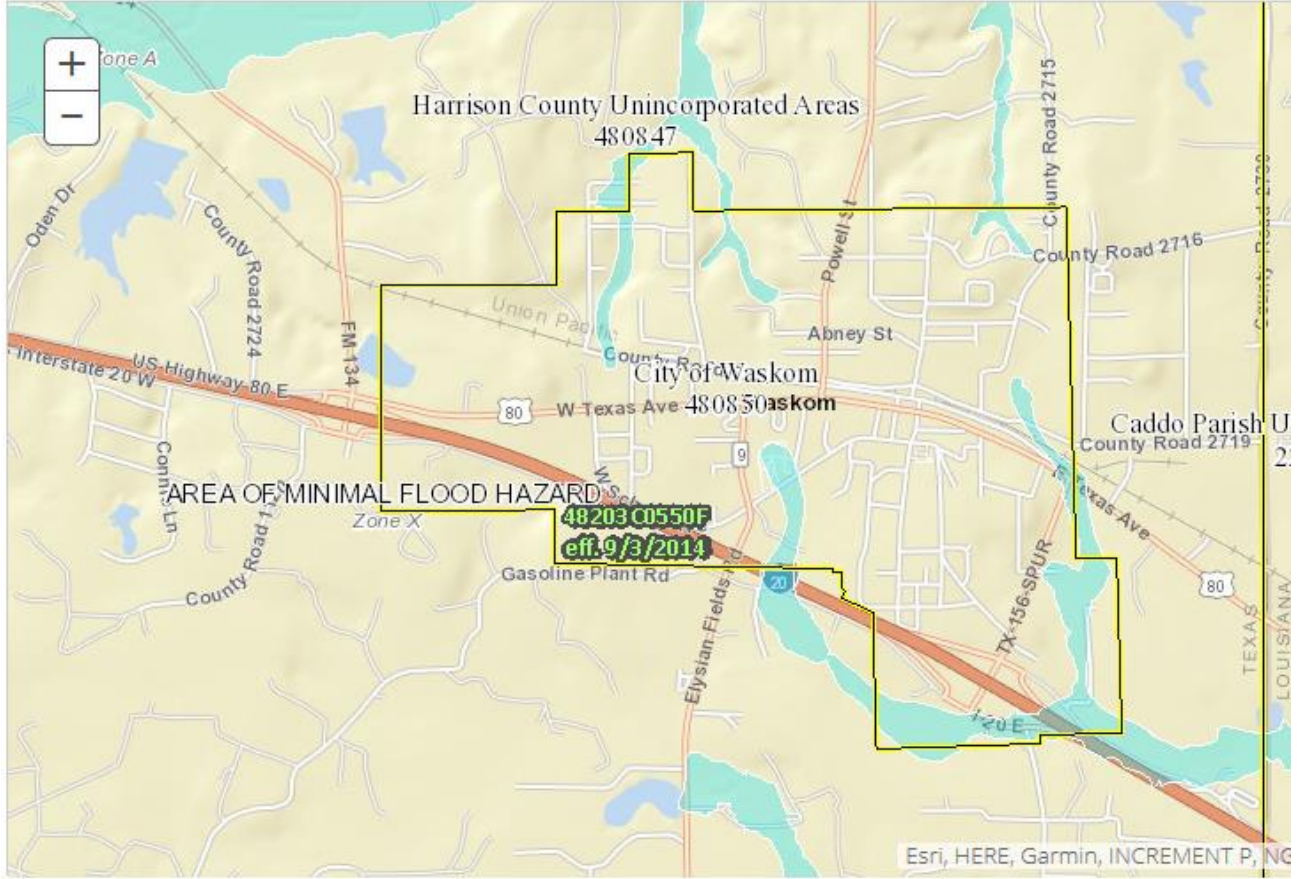 +
−
Zone A
Harrison County Unincorporated Areas
480847
County Road 2715
Oden Dr
County Road 2724
FM 134
Powell St
County Road 2716
Union Pacific
Abney St
County Road
City of Waskom
480850
US Highway 80 E
Interstate 20 W
80
W Texas Ave
9
Caddo Parish U
County Road 2719
E Texas Ave
AREA OF MINIMAL FLOOD HAZARD
Zone X
48203C0550F
eff. 9/3/2014
Gasoline Plant Rd
20
80
Elysian Fields Rd
TX-156-SPUR
I-20 E
TEXAS
LOUISIANA
Esri, HERE, Garmin, INCREMENT P, NG